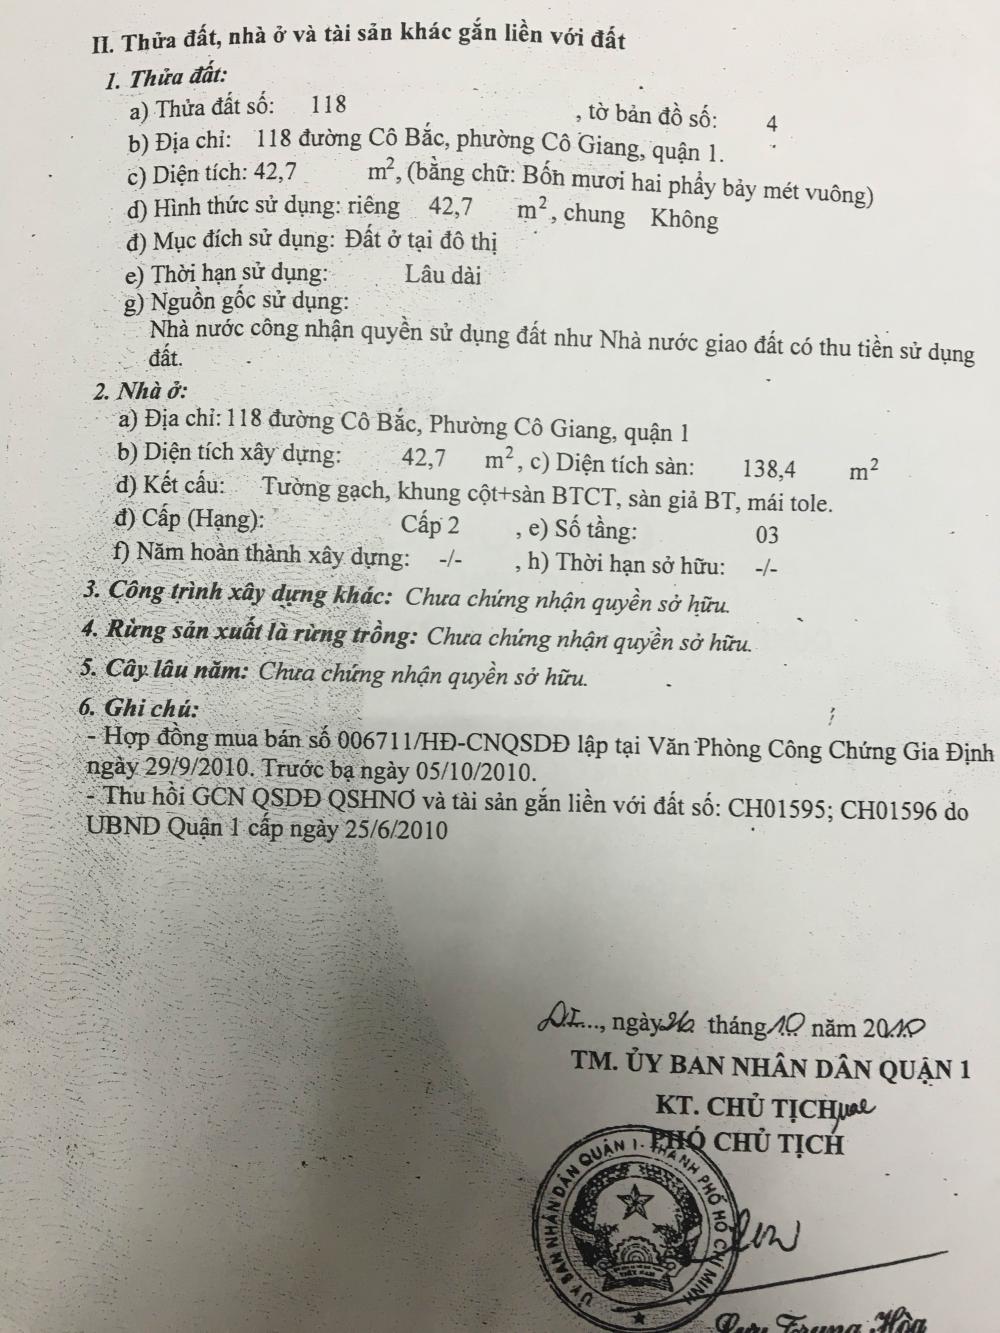 II. Thửa đất, nhà ở và tài sản khác gắn liền với đất
1. Thửa đất:
a) Thửa đất số: 118 , tờ bản đồ số: 4
b) Địa chỉ: 118 đường Cô Bắc, phường Cô Giang, quận 1.
c) Diện tích: 42,7 m², (bằng chữ: Bốn mươi hai phẩy bảy mét vuông)
d) Hình thức sử dụng: riêng 42,7 m², chung Không
đ) Mục đích sử dụng: Đất ở tại đô thị
e) Thời hạn sử dụng: Lâu dài
g) Nguồn gốc sử dụng:
Nhà nước công nhận quyền sử dụng đất như Nhà nước giao đất có thu tiền sử dụng
đất.
2. Nhà ở:
a) Địa chỉ: 118 đường Cô Bắc, Phường Cô Giang, quận 1
b) Diện tích xây dựng: 42,7 m², c) Diện tích sàn: 138,4 m²
d) Kết cấu: Tường gạch, khung cột+sàn BTCT, sàn giả BT, mái tole.
đ) Cấp (Hạng): Cấp 2 , e) Số tầng: 03
f) Năm hoàn thành xây dựng: -/- , h) Thời hạn sở hữu: -/-
3. Công trình xây dựng khác: Chưa chứng nhận quyền sở hữu.
4. Rừng sản xuất là rừng trồng: Chưa chứng nhận quyền sở hữu.
5. Cây lâu năm: Chưa chứng nhận quyền sở hữu.
6. Ghi chú:
- Hợp đồng mua bán số 006711/HĐ-CNQSDĐ lập tại Văn Phòng Công Chứng Gia Định
ngày 29/9/2010. Trước bạ ngày 05/10/2010.
- Thu hồi GCN QSDĐ QSHNƠ và tài sản gắn liền với đất số: CH01595; CH01596 do
UBND Quận 1 cấp ngày 25/6/2010
..., ngày 26 tháng 10 năm 2010
TM. ỦY BAN NHÂN DÂN QUẬN 1
KT. CHỦ TỊCH
PHÓ CHỦ TỊCH
ỦY BAN NHÂN DÂN QUẬN 1 - THÀNH PHỐ HỒ CHÍ MINH
VIỆT NAM
Trung Hòa